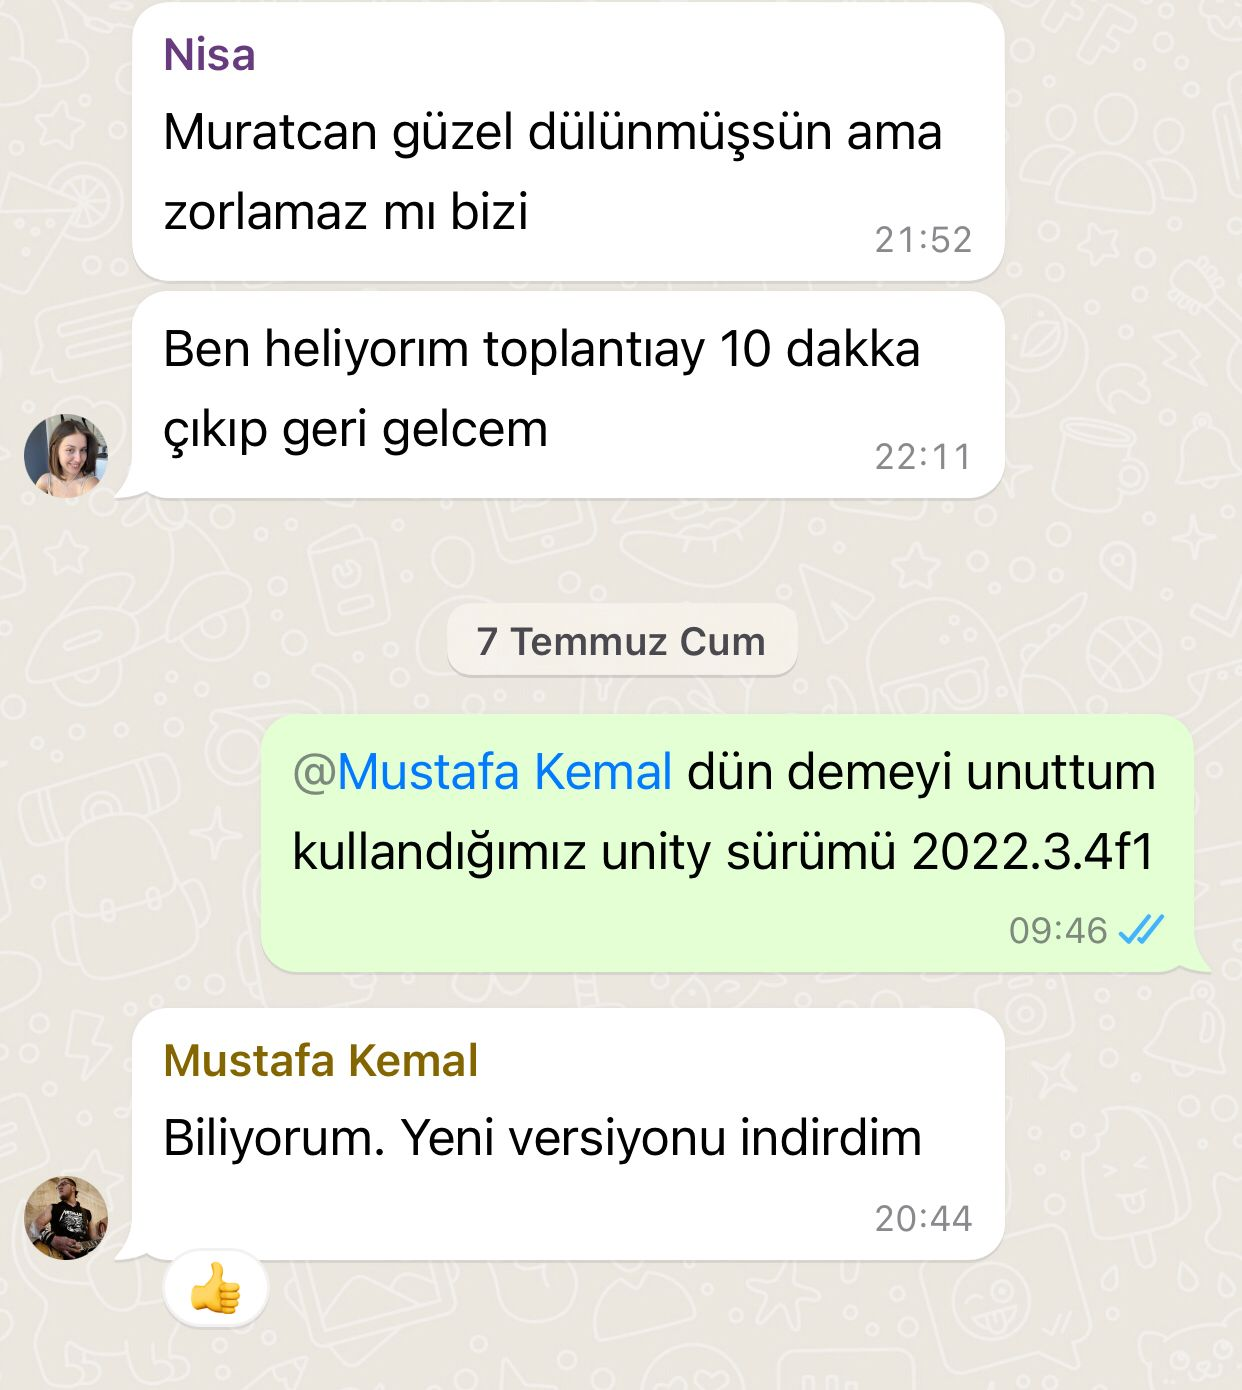 Nisa
Muratcan güzel dülünmüşsün ama
zorlamaz mı bizi
21:52
Ben heliyorım toplantıay 10 dakka
çıkıp geri gelcem
22:11
7 Temmuz Cum
@Mustafa Kemal dün demeyi unuttum
kullandığımız unity sürümü 2022.3.4f1
09:46
Mustafa Kemal
Biliyorum. Yeni versiyonu indirdim
20:44